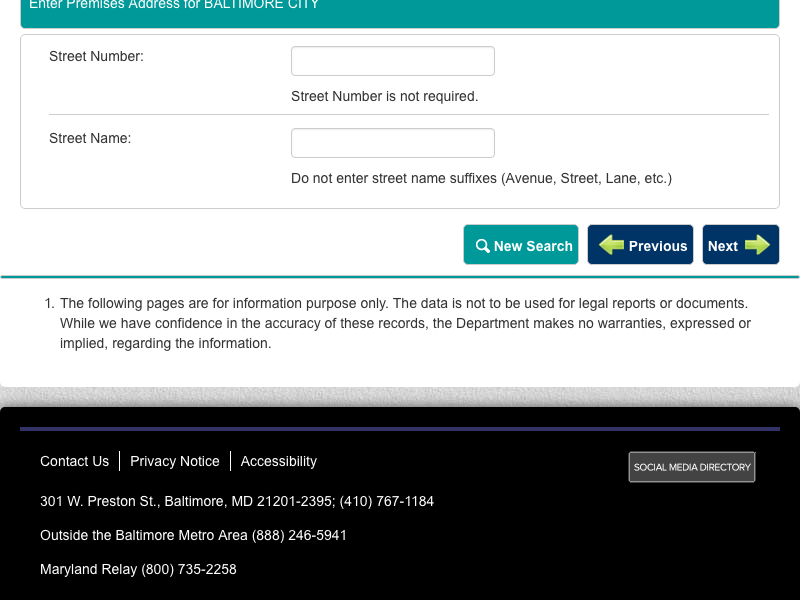 Enter Premises Address for BALTIMORE CITY
Street Number:
Street Number is not required.
Street Name:
Do not enter street name suffixes (Avenue, Street, Lane, etc.)
New Search Previous Next
1. The following pages are for information purpose only. The data is not to be used for legal reports or documents.
While we have confidence in the accuracy of these records, the Department makes no warranties, expressed or
implied, regarding the information.
Contact Us Privacy Notice Accessibility
SOCIAL MEDIA DIRECTORY
301 W. Preston St., Baltimore, MD 21201-2395; (410) 767-1184
Outside the Baltimore Metro Area (888) 246-5941
Maryland Relay (800) 735-2258